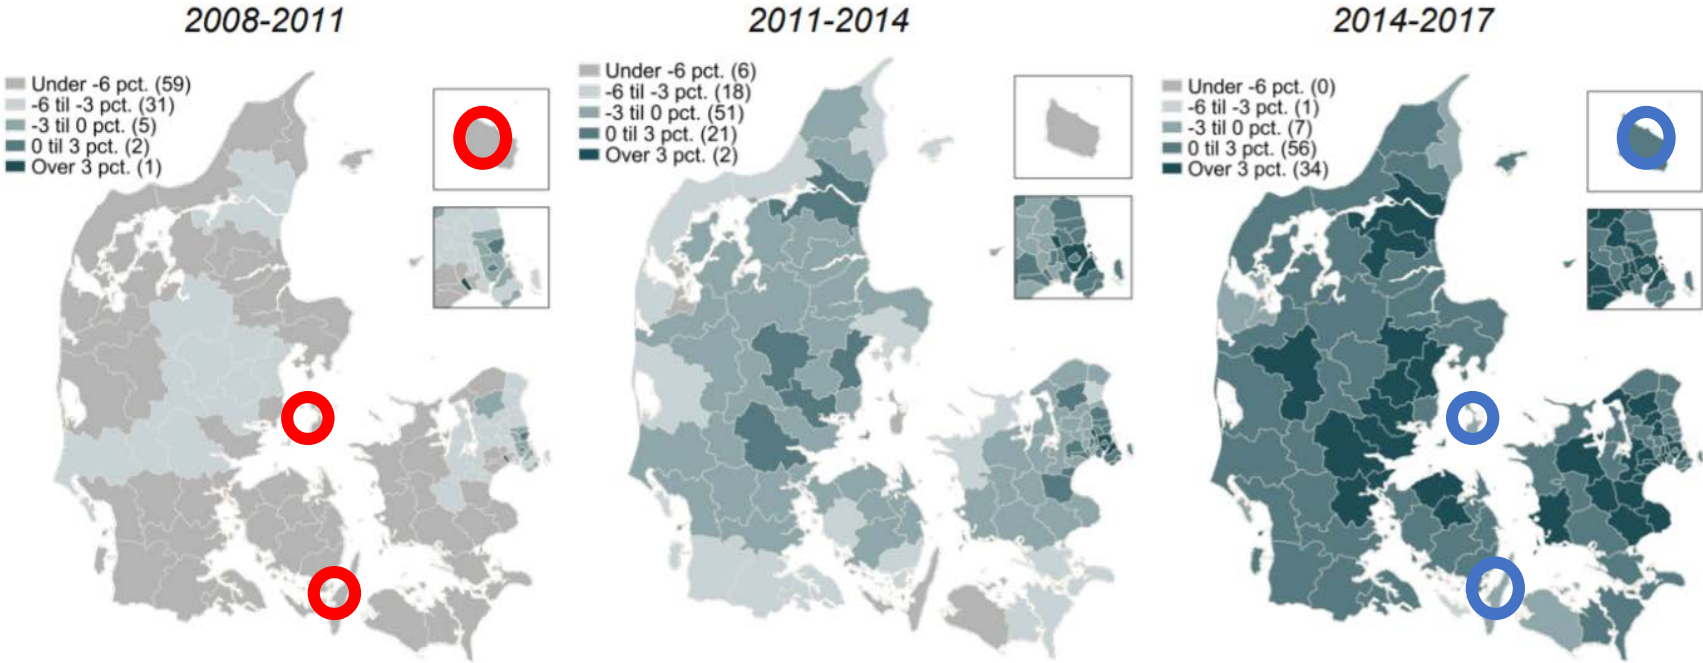 2008-2011
Under -6 pct. (59)
-6 til -3 pct. (31)
-3 til 0 pct. (5)
0 til 3 pct. (2)
Over 3 pct. (1)
2011-2014
Under -6 pct. (6)
-6 til -3 pct. (18)
-3 til 0 pct. (51)
0 til 3 pct. (21)
Over 3 pct. (2)
2014-2017
Under -6 pct. (0)
-6 til -3 pct. (1)
-3 til 0 pct. (7)
0 til 3 pct. (56)
Over 3 pct. (34)